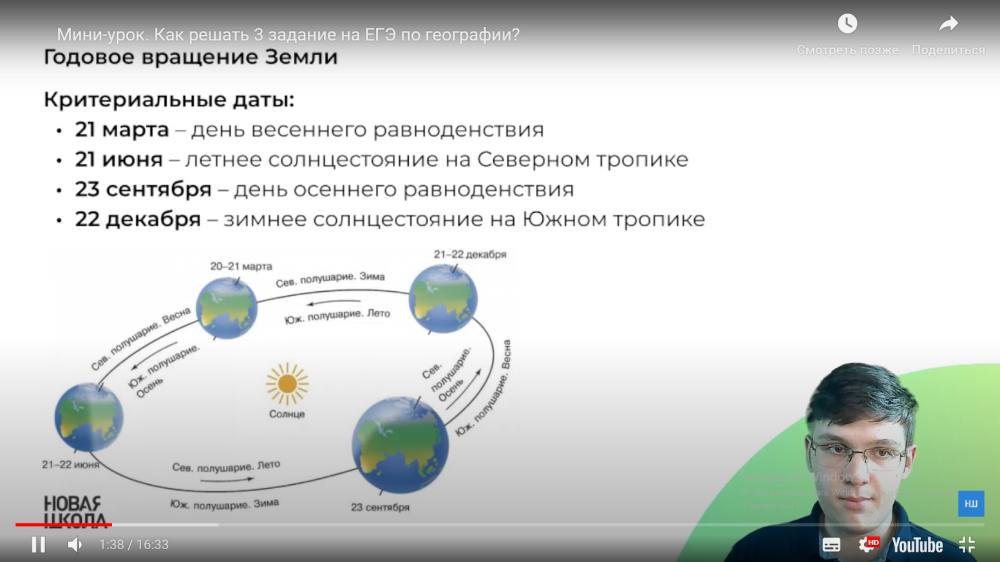 Мини-урок. Как решать 3 задание на ЕГЭ по географии?
Смотреть позже
Поделиться
Годовое вращение Земли
Критериальные даты:
• 21 марта – день весеннего равноденствия
• 21 июня – летнее солнцестояние на Северном тропике
• 23 сентября – день осеннего равноденствия
• 22 декабря – зимнее солнцестояние на Южном тропике
21–22 декабря
20–21 марта
Сев. полушарие. Зима
Юж. полушарие. Лето
Сев. полушарие. Весна
Юж. полушарие.
Осень
Сев.
полушарие.
Осень
Юж. полушарие. Весна
Солнце
21–22 июня
Сев. полушарие. Лето
Юж. полушарие. Зима
23 сентября
НОВАЯ
ШКОЛА
Windows
"Параметры"
НШ
1:38 / 16:33
HD
YouTube